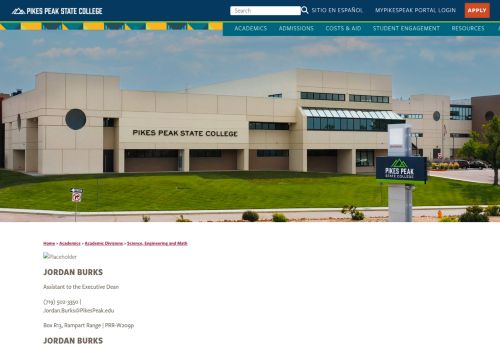 PIKES PEAK STATE COLLEGE
Search
SITIO EN ESPAÑOL
MYPIKESPEAK PORTAL LOGIN
APPLY
ACADEMICS
ADMISSIONS
COSTS & AID
STUDENT ENGAGEMENT
RESOURCES
A
PIKES PEAK STATE COLLEGE
PIKES PEAK
STATE COLLEGE
Home » Academics » Academic Divisions » Science, Engineering and Math
Placeholder
JORDAN BURKS
Assistant to the Executive Dean
(719) 502-3350 |
Jordan.Burks@PikesPeak.edu
Box R13, Rampart Range | PRR-W209p
JORDAN BURKS